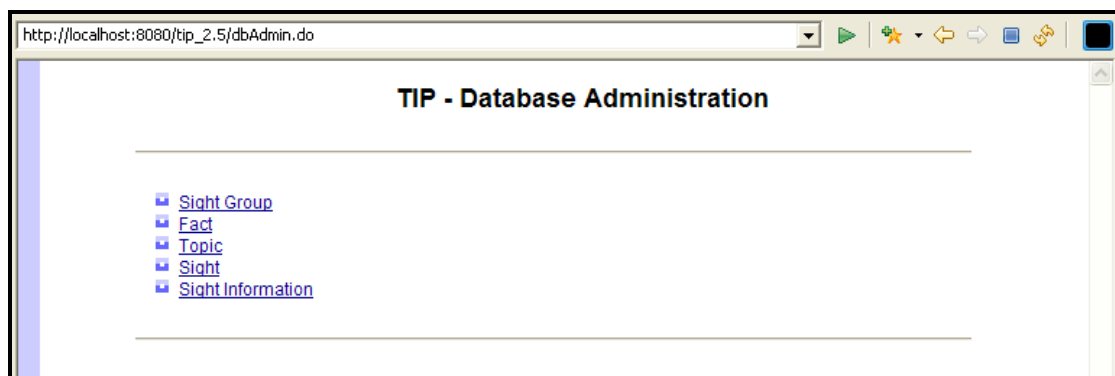 http://localhost:8080/tip_2.5/dbAdmin.do
TIP - Database Administration
Sight Group
Fact
Topic
Sight
Sight Information